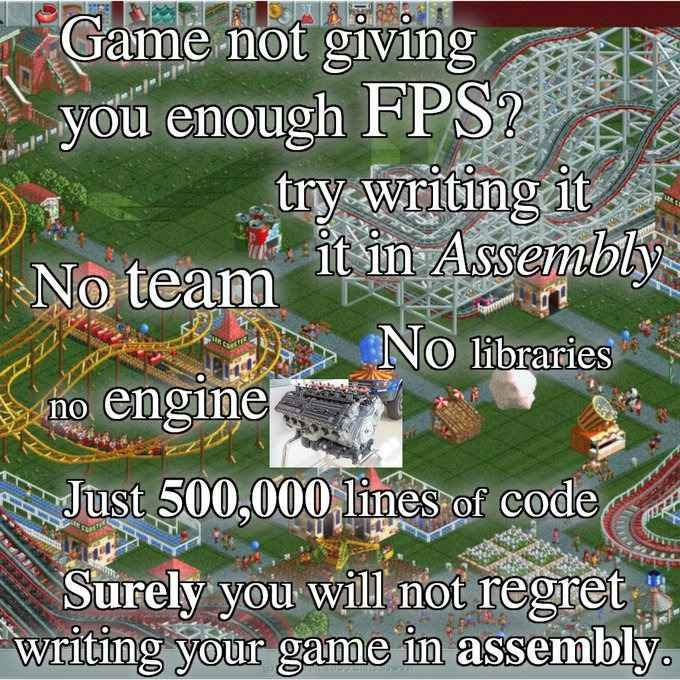 Game not giving
you enough FPS?
try writing it
it in Assembly
No team
No libraries
no engine
Just 500,000 lines of code
Surely you will not regret
writing your game in assembly.